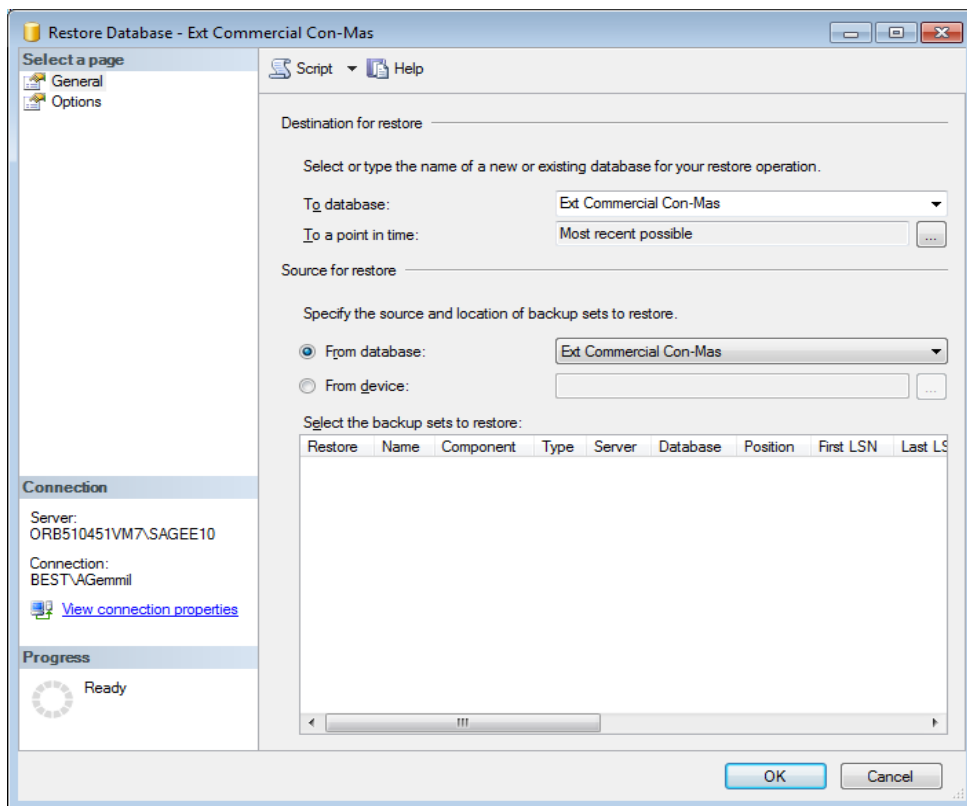 Restore Database - Ext Commercial Con-Mas
Select a page
General
Options
Script
Help
Destination for restore
Select or type the name of a new or existing database for your restore operation.
To database:
Ext Commercial Con-Mas
To a point in time:
Most recent possible
...
Source for restore
Specify the source and location of backup sets to restore.
From database:
Ext Commercial Con-Mas
From device:
...
Select the backup sets to restore:
Restore Name Component Type Server Database Position First LSN Last LS
Connection
Server:
ORB510451VM7\SAGEE10
Connection:
BEST\AGemmil
View connection properties
Progress
Ready
OK
Cancel